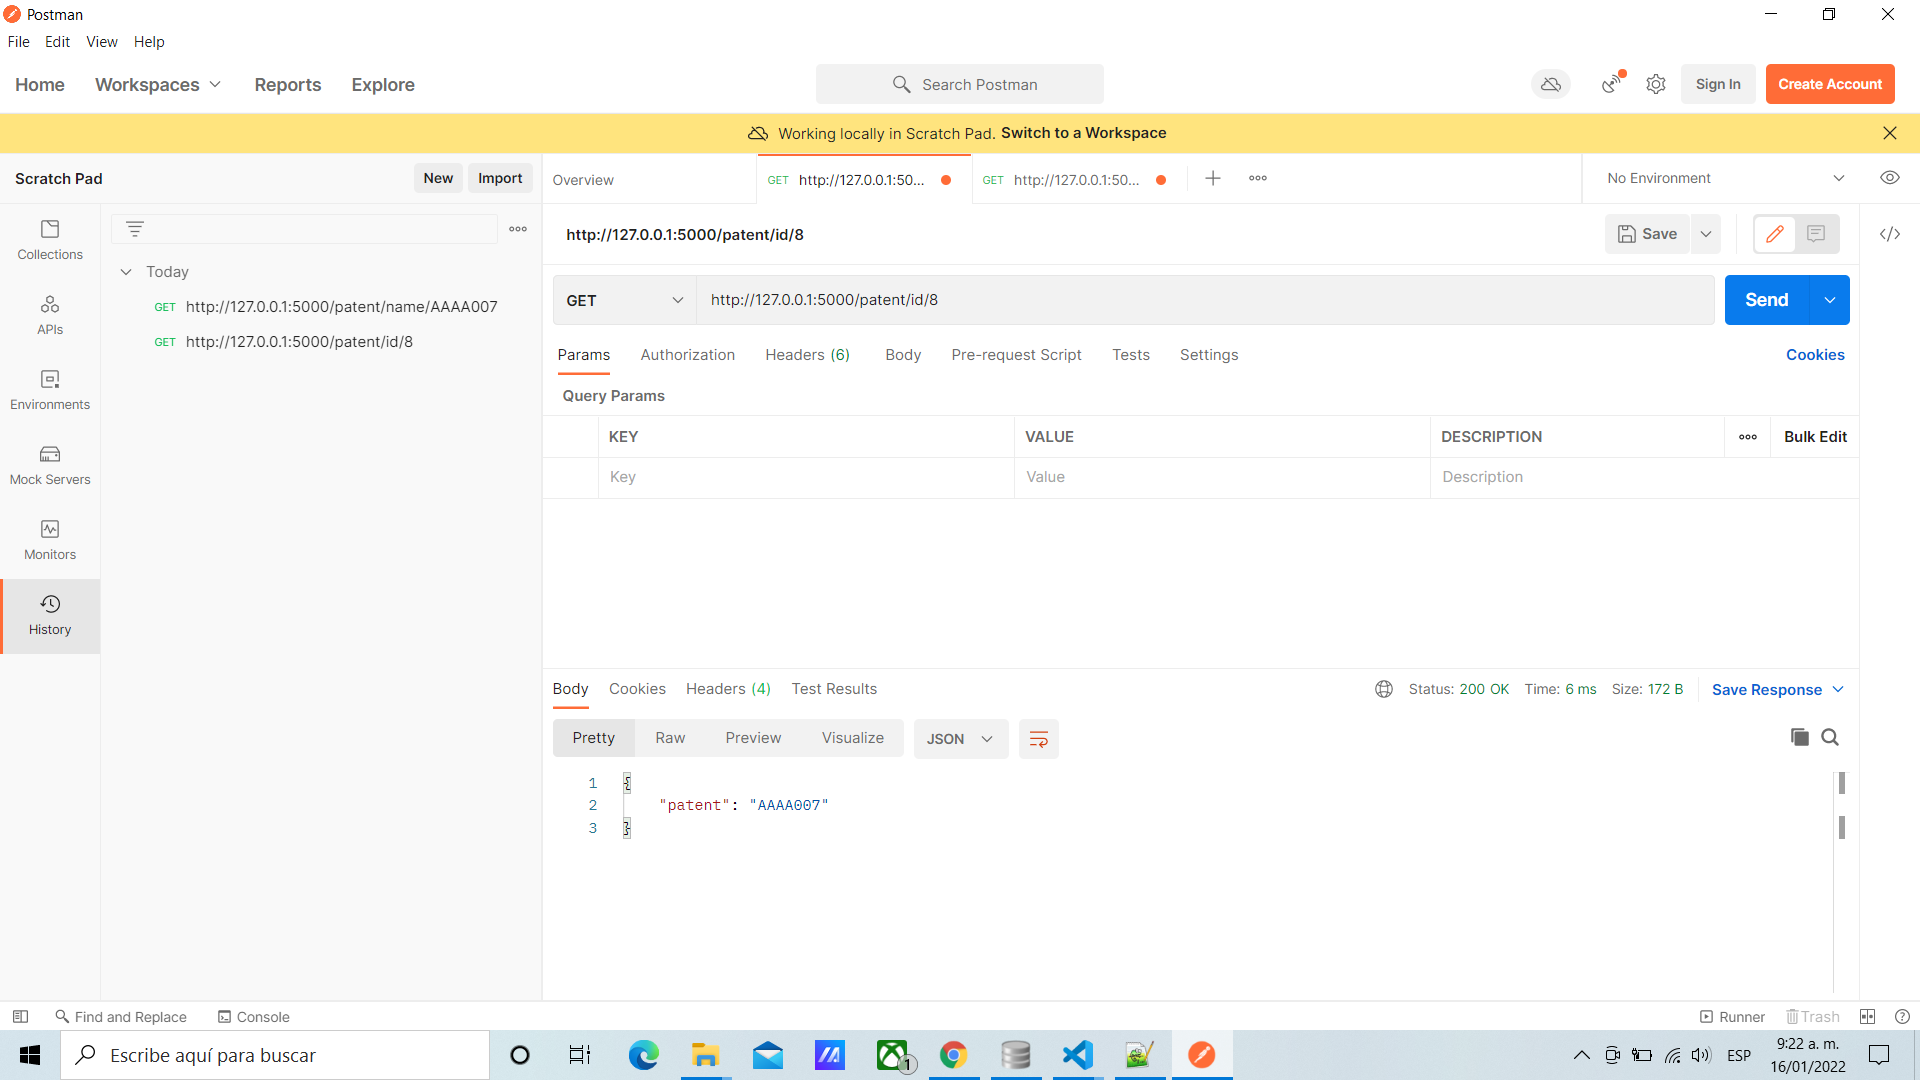 Postman
File Edit View Help
Home Workspaces Reports Explore
Search Postman
Sign In
Create Account
Working locally in Scratch Pad. Switch to a Workspace
Scratch Pad
New
Import
Overview
GET http://127.0.0.1:50...
GET http://127.0.0.1:50...
No Environment
Collections
APIs
Environments
Mock Servers
Monitors
History
Today
GET http://127.0.0.1:5000/patent/name/AAAA007
GET http://127.0.0.1:5000/patent/id/8
http://127.0.0.1:5000/patent/id/8
Save
GET
http://127.0.0.1:5000/patent/id/8
Send
Params Authorization Headers (6) Body Pre-request Script Tests Settings
Cookies
Query Params
KEY VALUE DESCRIPTION
Bulk Edit
Key Value Description
Body Cookies Headers (4) Test Results
Status: 200 OK Time: 6 ms Size: 172 B
Save Response
Pretty Raw Preview Visualize
JSON
1 {
2 "patent": "AAAA007"
3 }
Find and Replace
Console
Runner
Trash
Escribe aquí para buscar
1
ESP
9:22 a. m.
16/01/2022